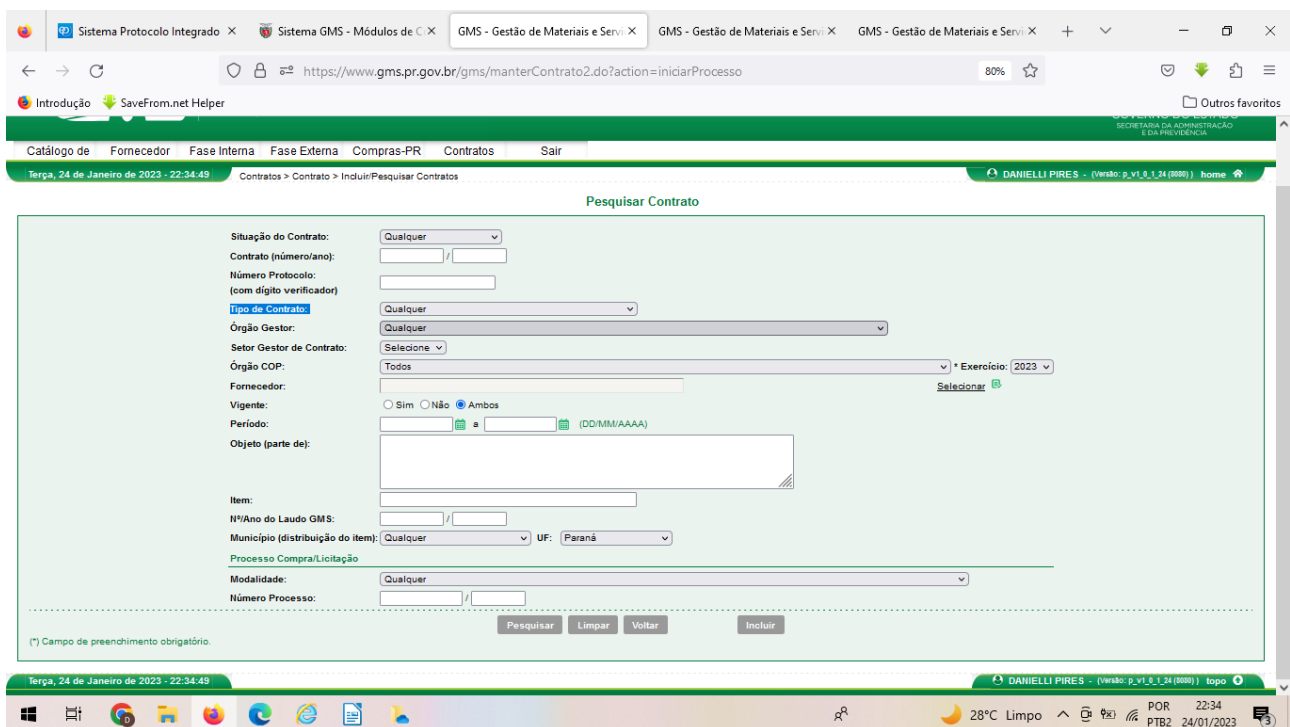 Sistema Protocolo Integrado
Sistema GMS - Módulos de C
GMS - Gestão de Materiais e Servi
GMS - Gestão de Materiais e Servi
GMS - Gestão de Materiais e Servi
https://www.gms.pr.gov.br/gms/manterContrato2.do?action=iniciarProcesso
80%
Introdução
SaveFrom.net Helper
Outros favoritos
SECRETARIA DA ADMINISTRAÇÃO
E DA PREVIDÊNCIA
Catálogo de Fornecedor Fase Interna Fase Externa Compras-PR Contratos Sair
Terça, 24 de Janeiro de 2023 - 22:34:49
Contratos > Contrato > Incluir/Pesquisar Contratos
DANIELLI PIRES - (Versão: p_v1_0_1_24 (8080) ) home
Pesquisar Contrato
Situação do Contrato: Qualquer
Contrato (número/ano): /
Número Protocolo:
(com dígito verificador)
Tipo de Contrato: Qualquer
Órgão Gestor: Qualquer
Setor Gestor de Contrato: Selecione
Órgão COP: Todos * Exercício: 2023
Fornecedor: Selecionar
Vigente: Sim Não Ambos
Período: a (DD/MM/AAAA)
Objeto (parte de):
Item:
Nº/Ano do Laudo GMS: /
Município (distribuição do item): Qualquer UF: Paraná
Processo Compra/Licitação
Modalidade: Qualquer
Número Processo: /
Pesquisar Limpar Voltar Incluir
(*) Campo de preenchimento obrigatório.
Terça, 24 de Janeiro de 2023 - 22:34:49
DANIELLI PIRES - (Versão: p_v1_0_1_24 (8080) ) topo
28°C Limpo
POR
PTB2
22:34
24/01/2023
3